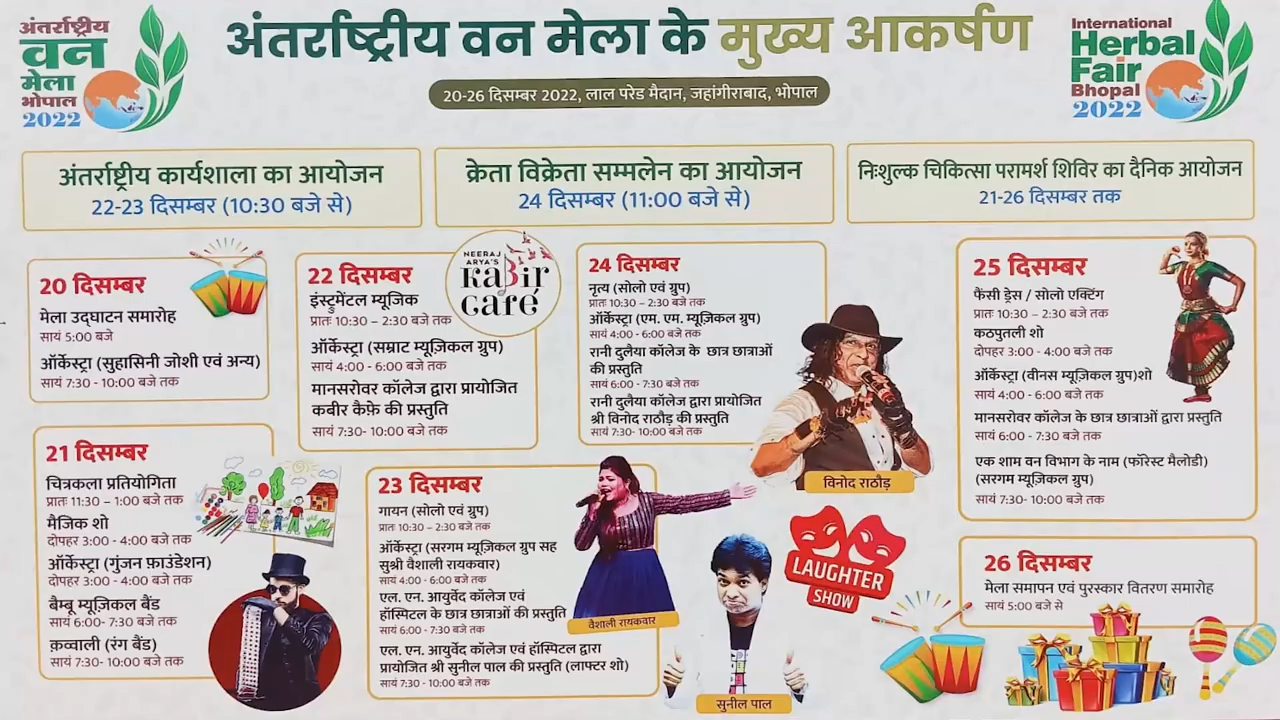 अंतर्राष्ट्रीय
वन
मेला
भोपाल
2022
अंतर्राष्ट्रीय वन मेला के मुख्य आकर्षण
20-26 दिसम्बर 2022, लाल परेड मैदान, जहांगीराबाद, भोपाल
International
Herbal
Fair
Bhopal
2022
अंतर्राष्ट्रीय कार्यशाला का आयोजन
22-23 दिसम्बर (10:30 बजे से)
क्रेता विक्रेता सम्मलेन का आयोजन
24 दिसम्बर (11:00 बजे से)
निःशुल्क चिकित्सा परामर्श शिविर का दैनिक आयोजन
21-26 दिसम्बर तक
20 दिसम्बर
मेला उद्घाटन समारोह
सायं 5:00 बजे
ऑर्केस्ट्रा (सुहासिनी जोशी एवं अन्य)
सायं 7:30 - 10:00 बजे तक
21 दिसम्बर
चित्रकला प्रतियोगिता
प्रातः 11:30 – 1:00 बजे तक
मैजिक शो
दोपहर 3:00 - 4:00 बजे तक
ऑर्केस्ट्रा (गुंजन फ़ाउंडेशन)
दोपहर 3:00 - 4:00 बजे तक
बैम्बू म्यूज़िकल बैंड
सायं 6:00- 7:30 बजे तक
क़व्वाली (रंग बैंड)
सायं 7:30- 10:00 बजे तक
22 दिसम्बर
इंस्ट्रुमेंटल म्यूजिक
प्रातः 10:30 – 2:30 बजे तक
ऑर्केस्ट्रा (सम्राट म्यूज़िकल ग्रुप)
सायं 4:00 - 6:00 बजे तक
मानसरोवर कॉलेज द्वारा प्रायोजित
कबीर कैफ़े की प्रस्तुति
सायं 7:30- 10:00 बजे तक
NEERAJ
ARYA'S
Kabir
café
23 दिसम्बर
गायन (सोलो एवं ग्रुप)
प्रातः 10:30 – 2:30 बजे तक
ऑर्केस्ट्रा (सरगम म्यूज़िकल ग्रुप सह
सुश्री वैशाली रायकवार)
सायं 4:00 - 6:00 बजे तक
एल. एन. आयुर्वेद कॉलेज एवं
हॉस्पिटल के छात्र छात्राओं की प्रस्तुति
सायं 6:00 - 7:30 बजे तक
एल. एन. आयुर्वेद कॉलेज एवं हॉस्पिटल द्वारा
प्रायोजित श्री सुनील पाल की प्रस्तुति (लाफ्टर शो)
सायं 7:30 - 10:00 बजे तक
वैशाली रायकवार
24 दिसम्बर
नृत्य (सोलो एवं ग्रुप)
प्रातः 10:30 – 2:30 बजे तक
ऑर्केस्ट्रा (एम. एम. म्यूज़िकल ग्रुप)
सायं 4:00 - 6:00 बजे तक
रानी दुलैया कॉलेज के छात्र छात्राओं
की प्रस्तुति
सायं 6:00 - 7:30 बजे तक
रानी दुलैया कॉलेज द्वारा प्रायोजित
श्री विनोद राठौड़ की प्रस्तुति
सायं 7:30- 10:00 बजे तक
विनोद राठौड़
LAUGHTER
SHOW
सुनील पाल
25 दिसम्बर
फैंसी ड्रेस / सोलो एक्टिंग
प्रातः 10:30 – 2:30 बजे तक
कठपुतली शो
दोपहर 3:00 - 4:00 बजे तक
ऑर्केस्ट्रा (वीनस म्यूज़िकल ग्रुप)शो
सायं 4:00 - 6:00 बजे तक
मानसरोवर कॉलेज के छात्र छात्राओं द्वारा प्रस्तुति
सायं 6:00 - 7:30 बजे तक
एक शाम वन विभाग के नाम (फॉरेस्ट मैलोडी)
(सरगम म्यूज़िकल ग्रुप)
सायं 7:30- 10:00 बजे तक
26 दिसम्बर
मेला समापन एवं पुरस्कार वितरण समारोह
सायं 5:00 बजे से